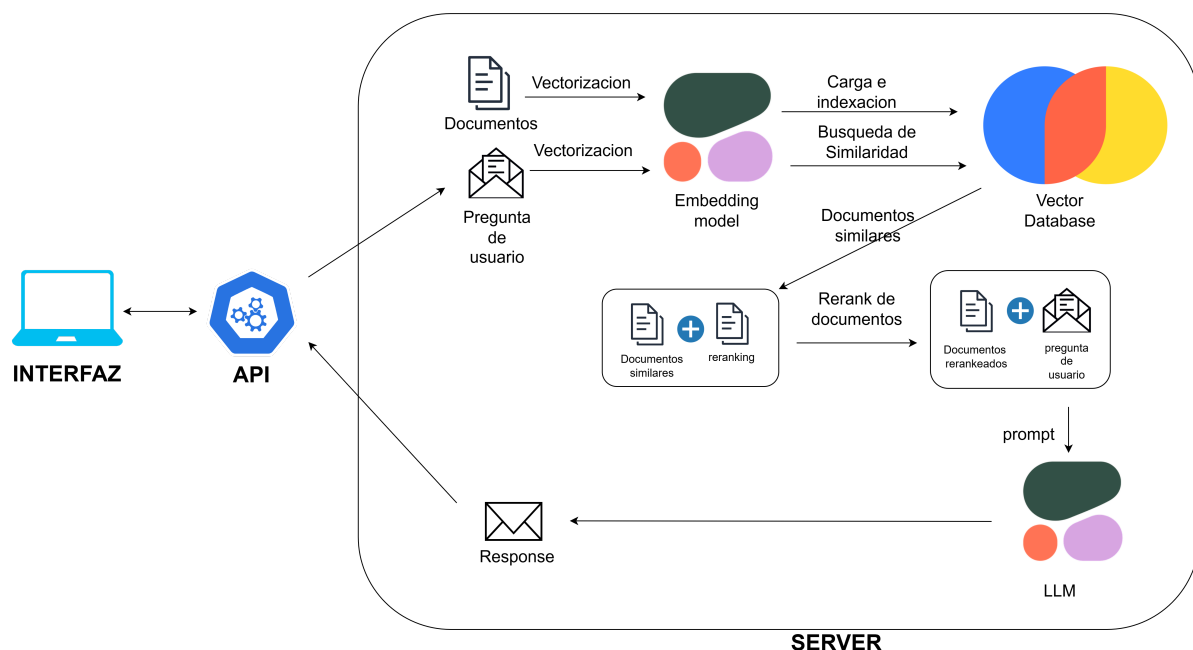 Documentos
Vectorizacion
Carga e
indexacion
Vectorizacion
Busqueda de
Similaridad
Pregunta
de
usuario
Embedding
model
Vector
Database
Documentos
similares
INTERFAZ
API
Documentos
similares
reranking
Rerank de
documentos
Documentos
rerankeados
pregunta
de
usuario
prompt
Response
LLM
SERVER